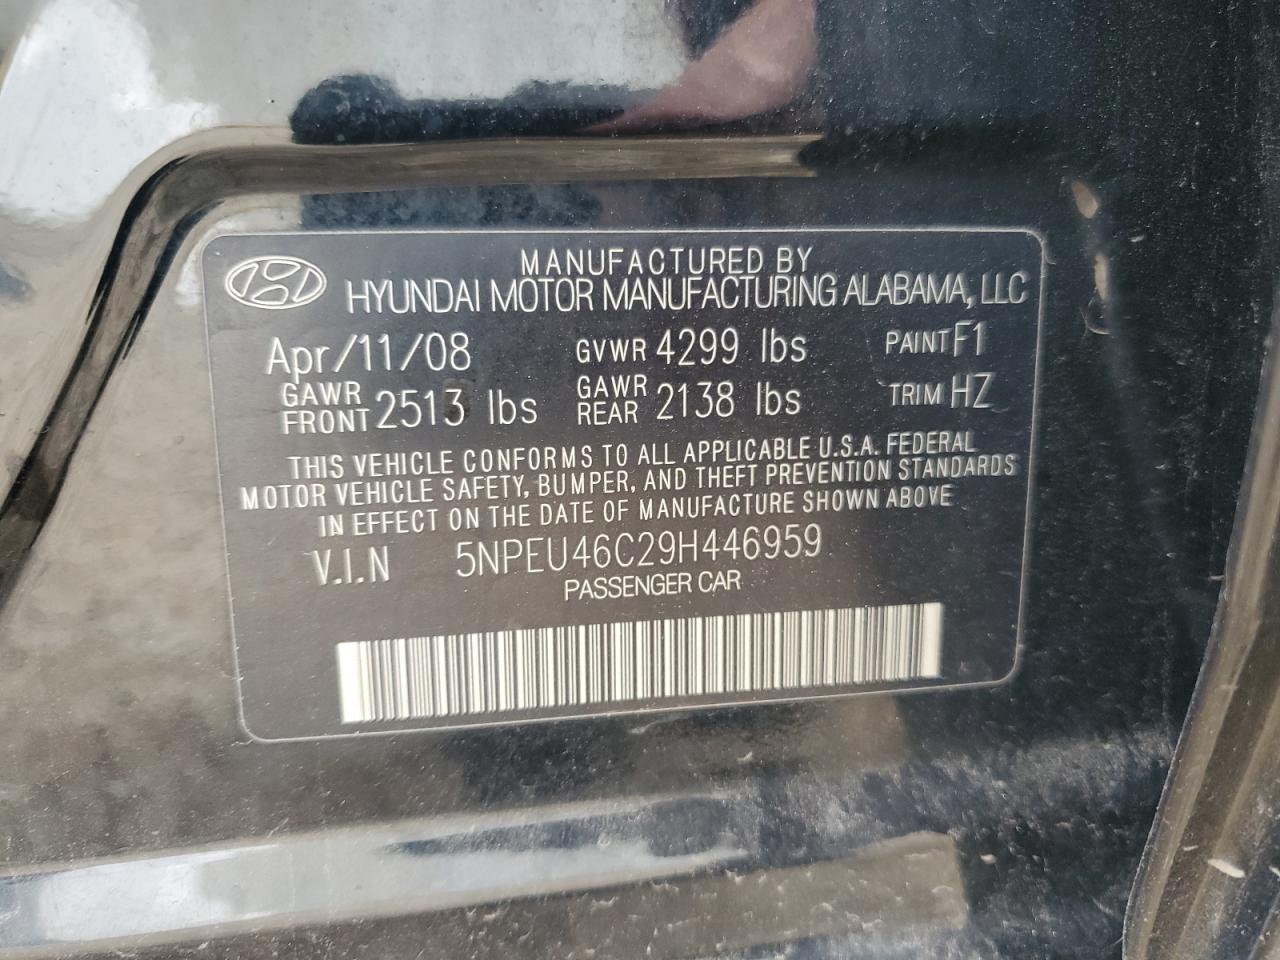 MANUFACTURED BY
HYUNDAI MOTOR MANUFACTURING ALABAMA, LLC
Apr/11/08 GVWR 4299 lbs PAINT F1
GAWR FRONT 2513 lbs GAWR REAR 2138 lbs TRIM HZ
THIS VEHICLE CONFORMS TO ALL APPLICABLE U.S.A. FEDERAL
MOTOR VEHICLE SAFETY, BUMPER, AND THEFT PREVENTION STANDARDS
IN EFFECT ON THE DATE OF MANUFACTURE SHOWN ABOVE
V.I.N 5NPEU46C29H446959
PASSENGER CAR